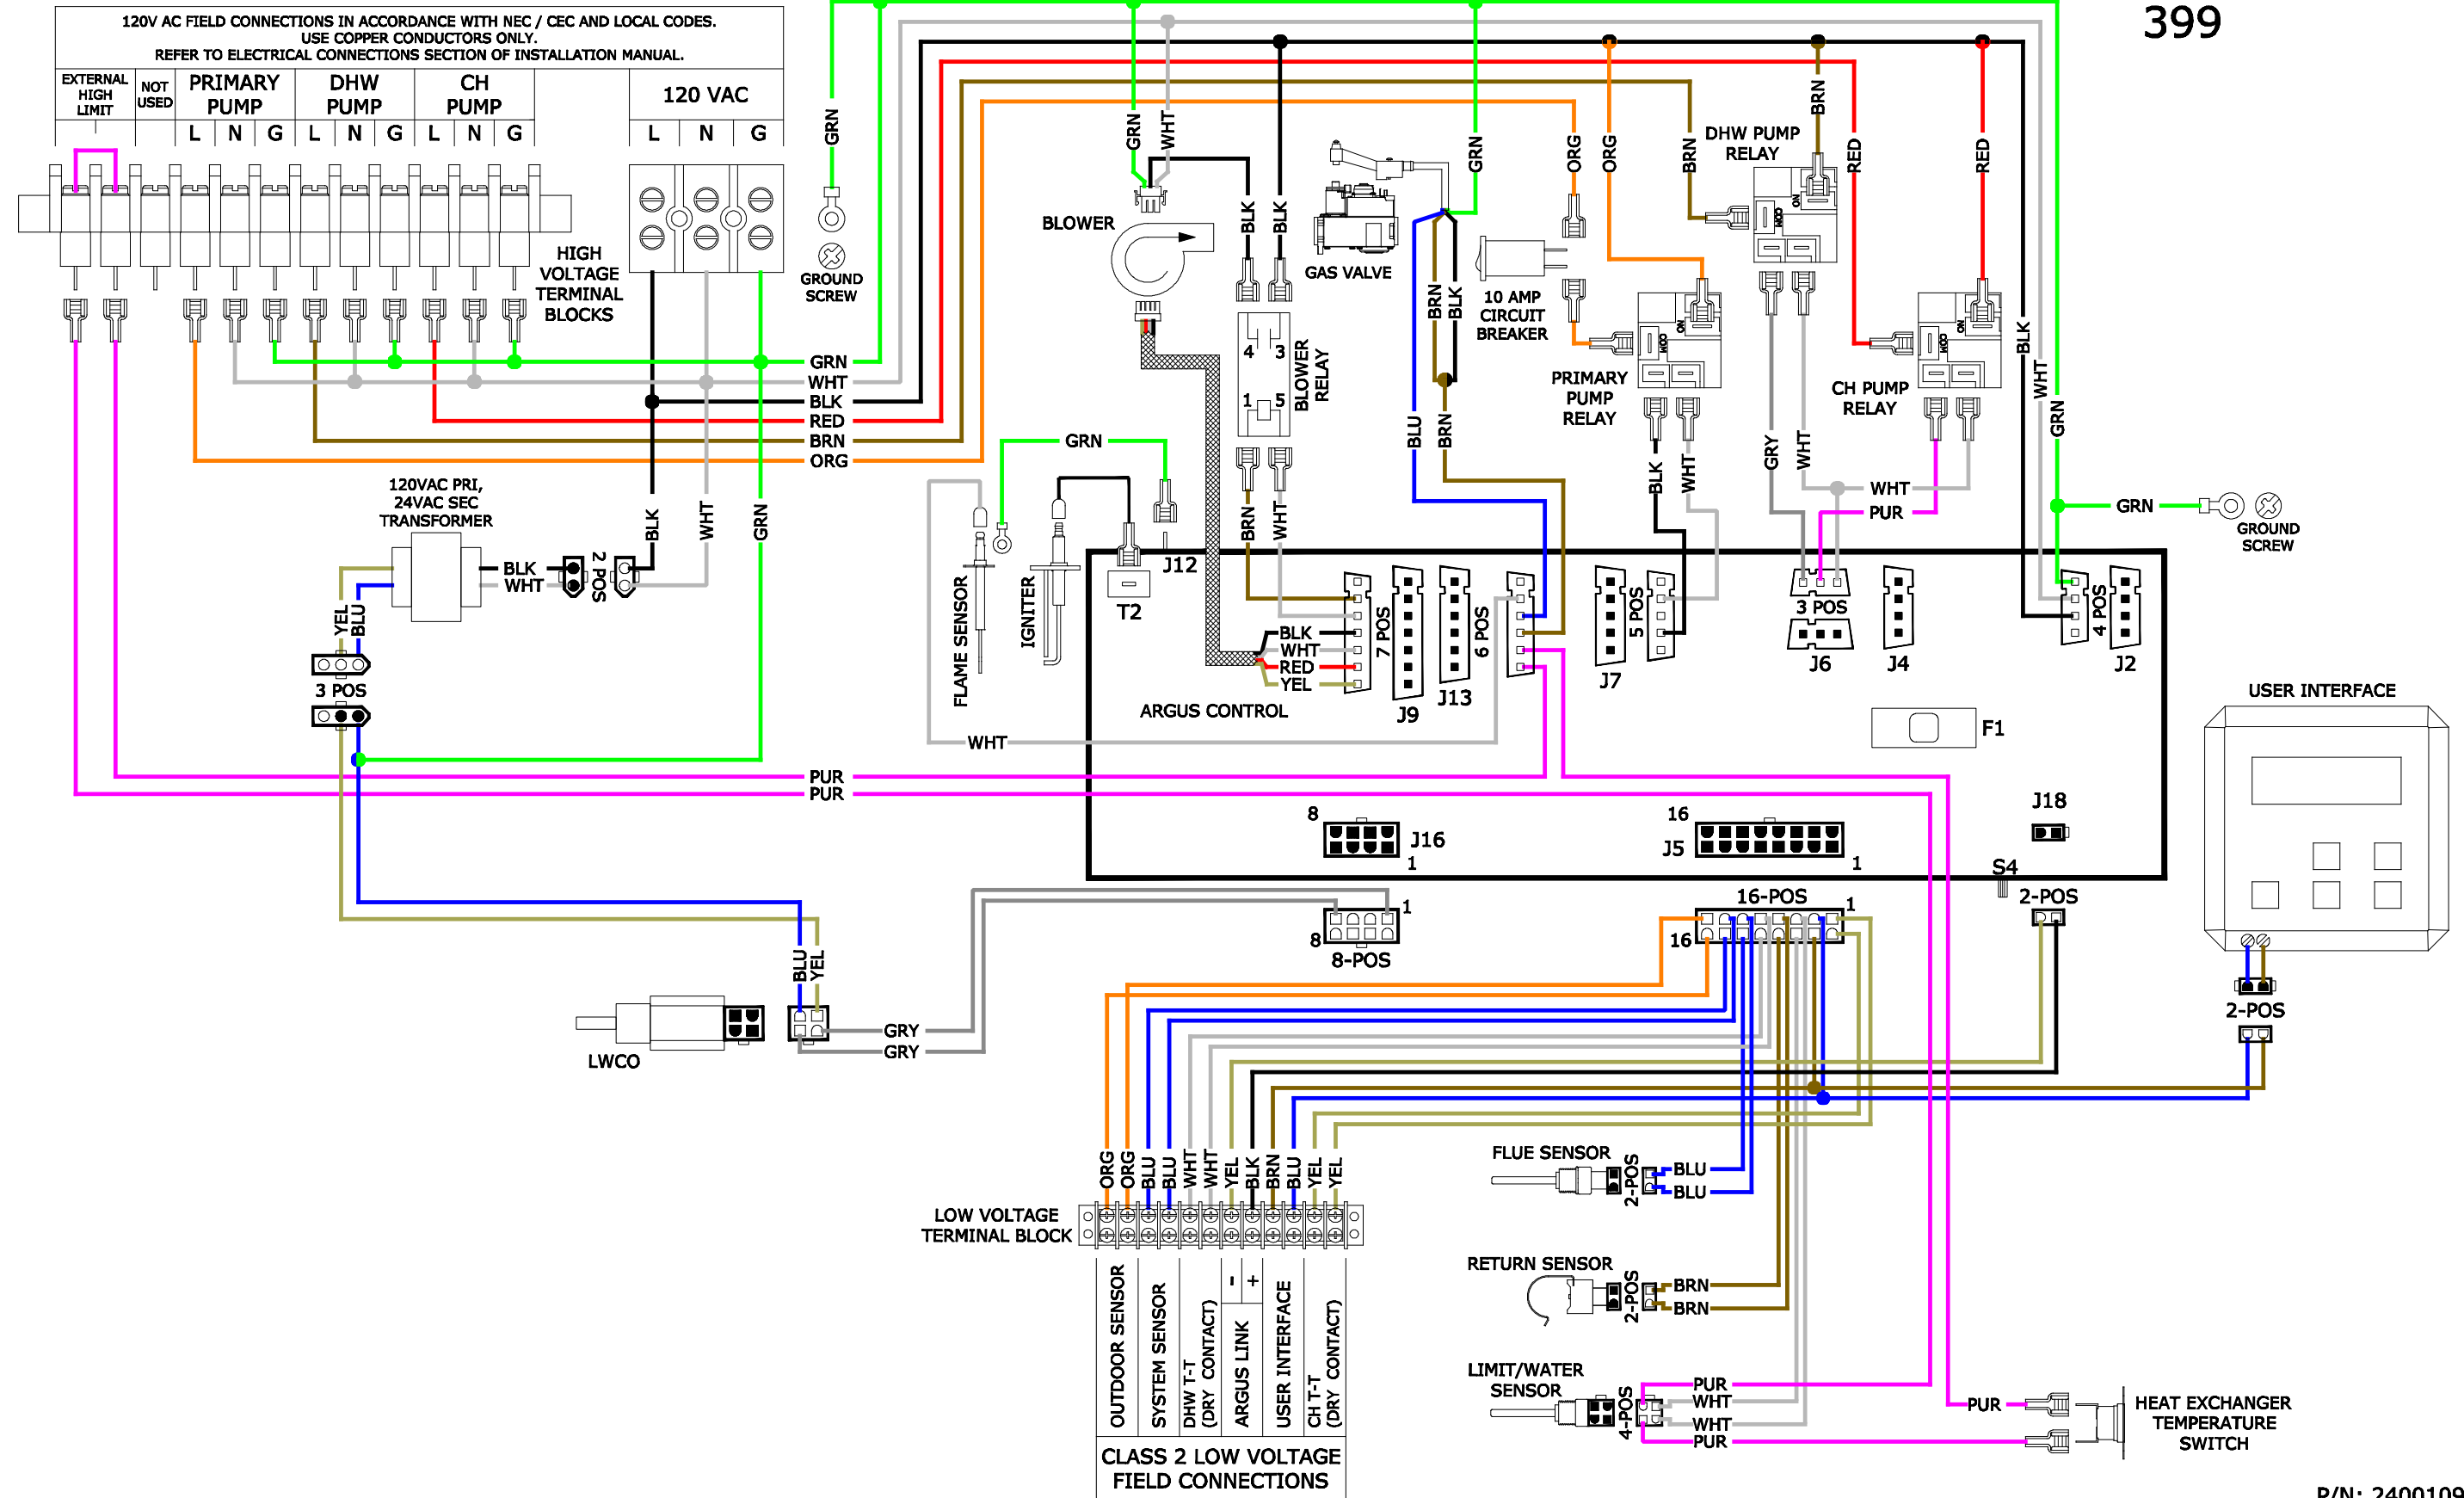 399
120V AC FIELD CONNECTIONS IN ACCORDANCE WITH NEC / CEC AND LOCAL CODES.
USE COPPER CONDUCTORS ONLY.
REFER TO ELECTRICAL CONNECTIONS SECTION OF INSTALLATION MANUAL.
EXTERNAL
HIGH
LIMIT
NOT
USED
PRIMARY
PUMP
DHW
PUMP
CH
PUMP
120 VAC
L N G L N G L N G
L N G
HIGH
VOLTAGE
TERMINAL
BLOCKS
GRN
GROUND
SCREW
GRN
WHT
BLOWER
BLK
BLK
GAS VALVE
GRN
ORG
ORG
BRN
BRN
DHW PUMP
RELAY
RED
RED
NO
COM
10 AMP
CIRCUIT
BREAKER
BRN
BLK
NO
COM
NO
COM
PRIMARY
PUMP
RELAY
CH PUMP
RELAY
BLK
WHT
GRN
4 3
1 5
BLOWER
RELAY
GRN
WHT
BLK
RED
BRN
ORG
BLU
BRN
BLK
WHT
GRY
WHT
WHT
PUR
GRN
GROUND
SCREW
120VAC PRI,
24VAC SEC
TRANSFORMER
BLK
WHT
GRN
BLK
WHT
2 POS
YEL
BLU
3 POS
GRN
FLAME SENSOR
IGNITER
T2
J12
BRN
WHT
BLK
WHT
RED
YEL
7 POS
J9
J13
6 POS
J7
5 POS
3 POS
J6
J4
4 POS
J2
ARGUS CONTROL
WHT
F1
USER INTERFACE
PUR
PUR
8
J16
1
16
J5
1
J18
S4
2-POS
1
8
8-POS
16-POS
1
16
BLU
YEL
LWCO
GRY
GRY
2-POS
ORG
ORG
BLU
BLU
WHT
WHT
YEL
BLK
BRN
BLU
YEL
YEL
LOW VOLTAGE
TERMINAL BLOCK
FLUE SENSOR
2-POS
BLU
BLU
RETURN SENSOR
2-POS
BRN
BRN
LIMIT/WATER
SENSOR
4-POS
PUR
WHT
WHT
PUR
PUR
HEAT EXCHANGER
TEMPERATURE
SWITCH
OUTDOOR SENSOR
SYSTEM SENSOR
DHW T-T
(DRY CONTACT)
- +
ARGUS LINK
USER INTERFACE
CH T-T
(DRY CONTACT)
CLASS 2 LOW VOLTAGE
FIELD CONNECTIONS
P/N: 2400109